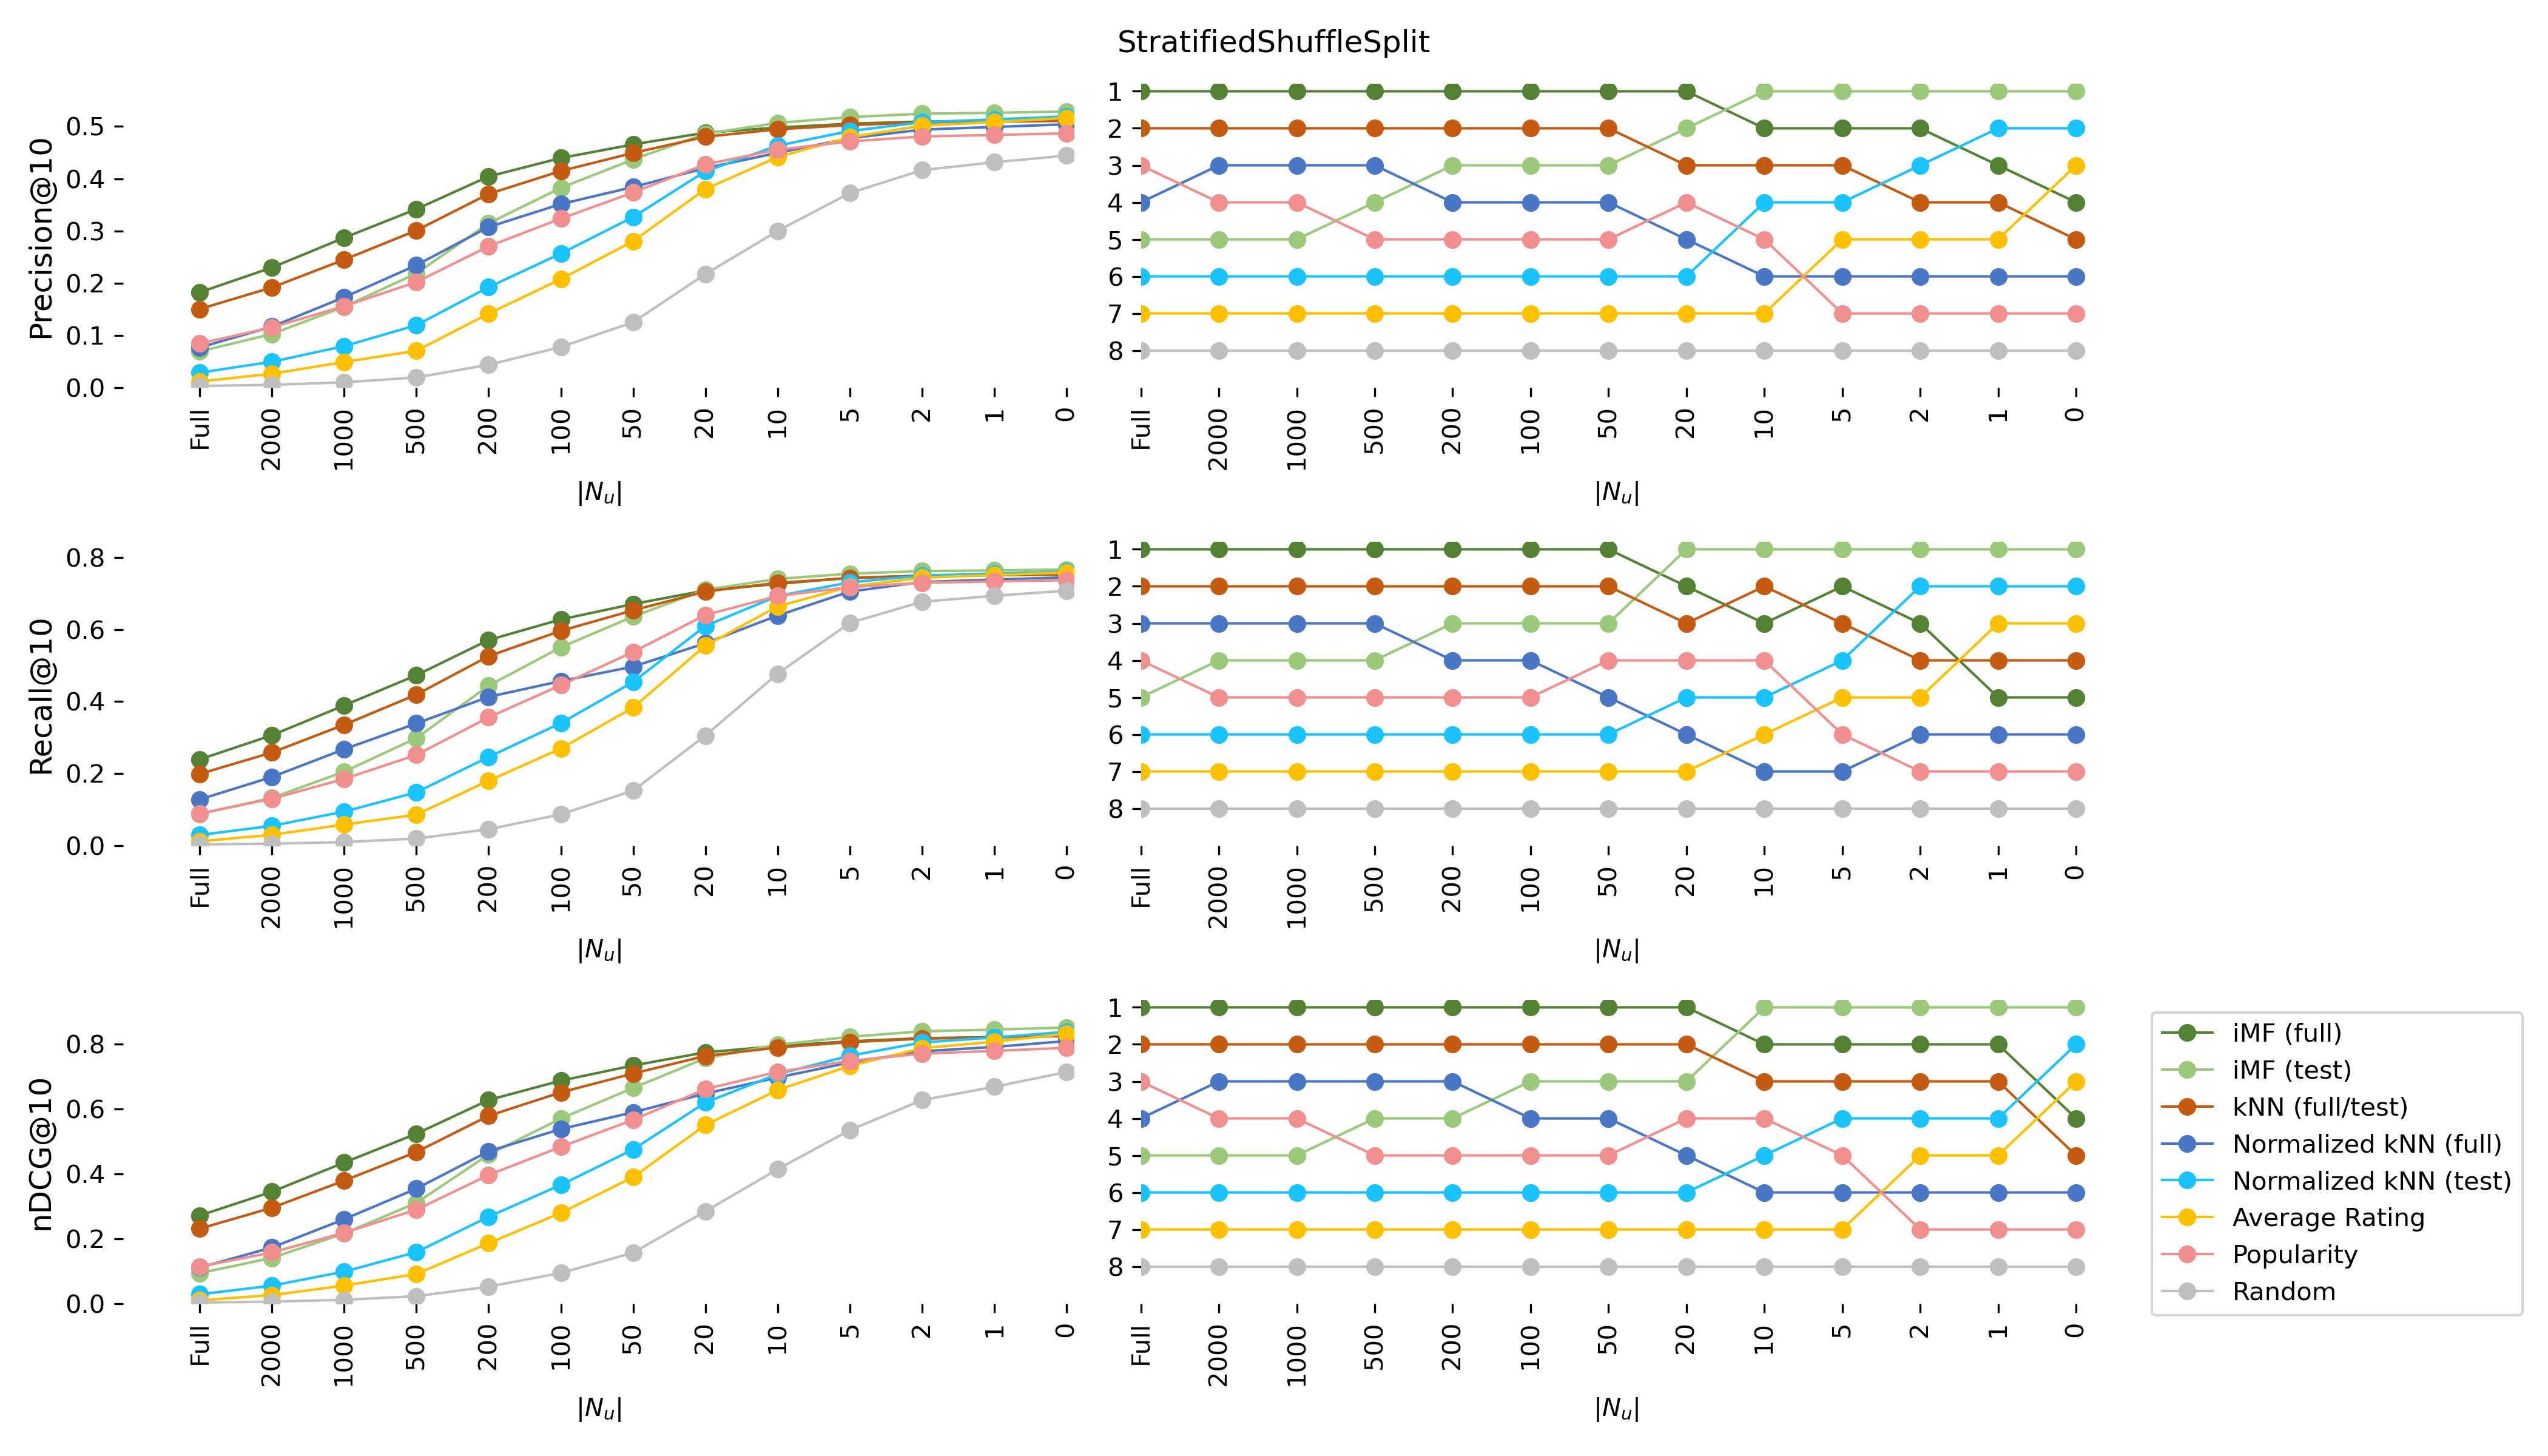 StratifiedShuffleSplit
Precision@10
0.5
0.4
0.3
0.2
0.1
0.0
Full 2000 1000 500 200 100 50 20 10 5 2 1 0
|N_u|
1
2
3
4
5
6
7
8
Full 2000 1000 500 200 100 50 20 10 5 2 1 0
|N_u|
Recall@10
0.8
0.6
0.4
0.2
0.0
Full 2000 1000 500 200 100 50 20 10 5 2 1 0
|N_u|
1
2
3
4
5
6
7
8
Full 2000 1000 500 200 100 50 20 10 5 2 1 0
|N_u|
nDCG@10
0.8
0.6
0.4
0.2
0.0
Full 2000 1000 500 200 100 50 20 10 5 2 1 0
|N_u|
1
2
3
4
5
6
7
8
Full 2000 1000 500 200 100 50 20 10 5 2 1 0
|N_u|
iMF (full)
iMF (test)
kNN (full/test)
Normalized kNN (full)
Normalized kNN (test)
Average Rating
Popularity
Random